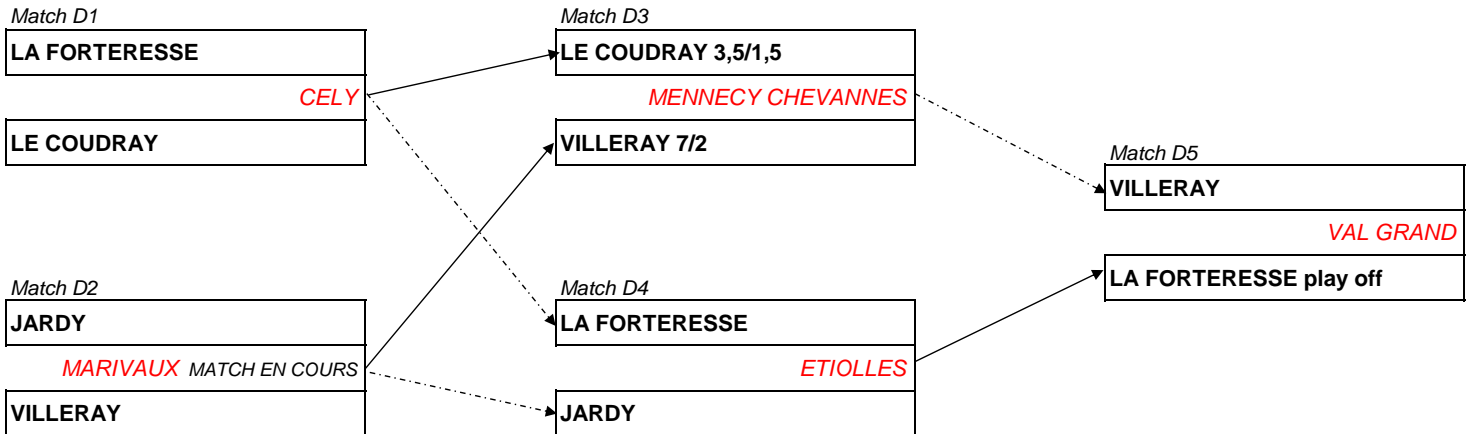 Match D1
LA FORTERESSE
CELY
LE COUDRAY
Match D2
JARDY
MARIVAUX MATCH EN COURS
VILLERAY
Match D3
LE COUDRAY 3,5/1,5
MENNECY CHEVANNES
VILLERAY 7/2
Match D4
LA FORTERESSE
ETIOLLES
JARDY
Match D5
VILLERAY
VAL GRAND
LA FORTERESSE play off